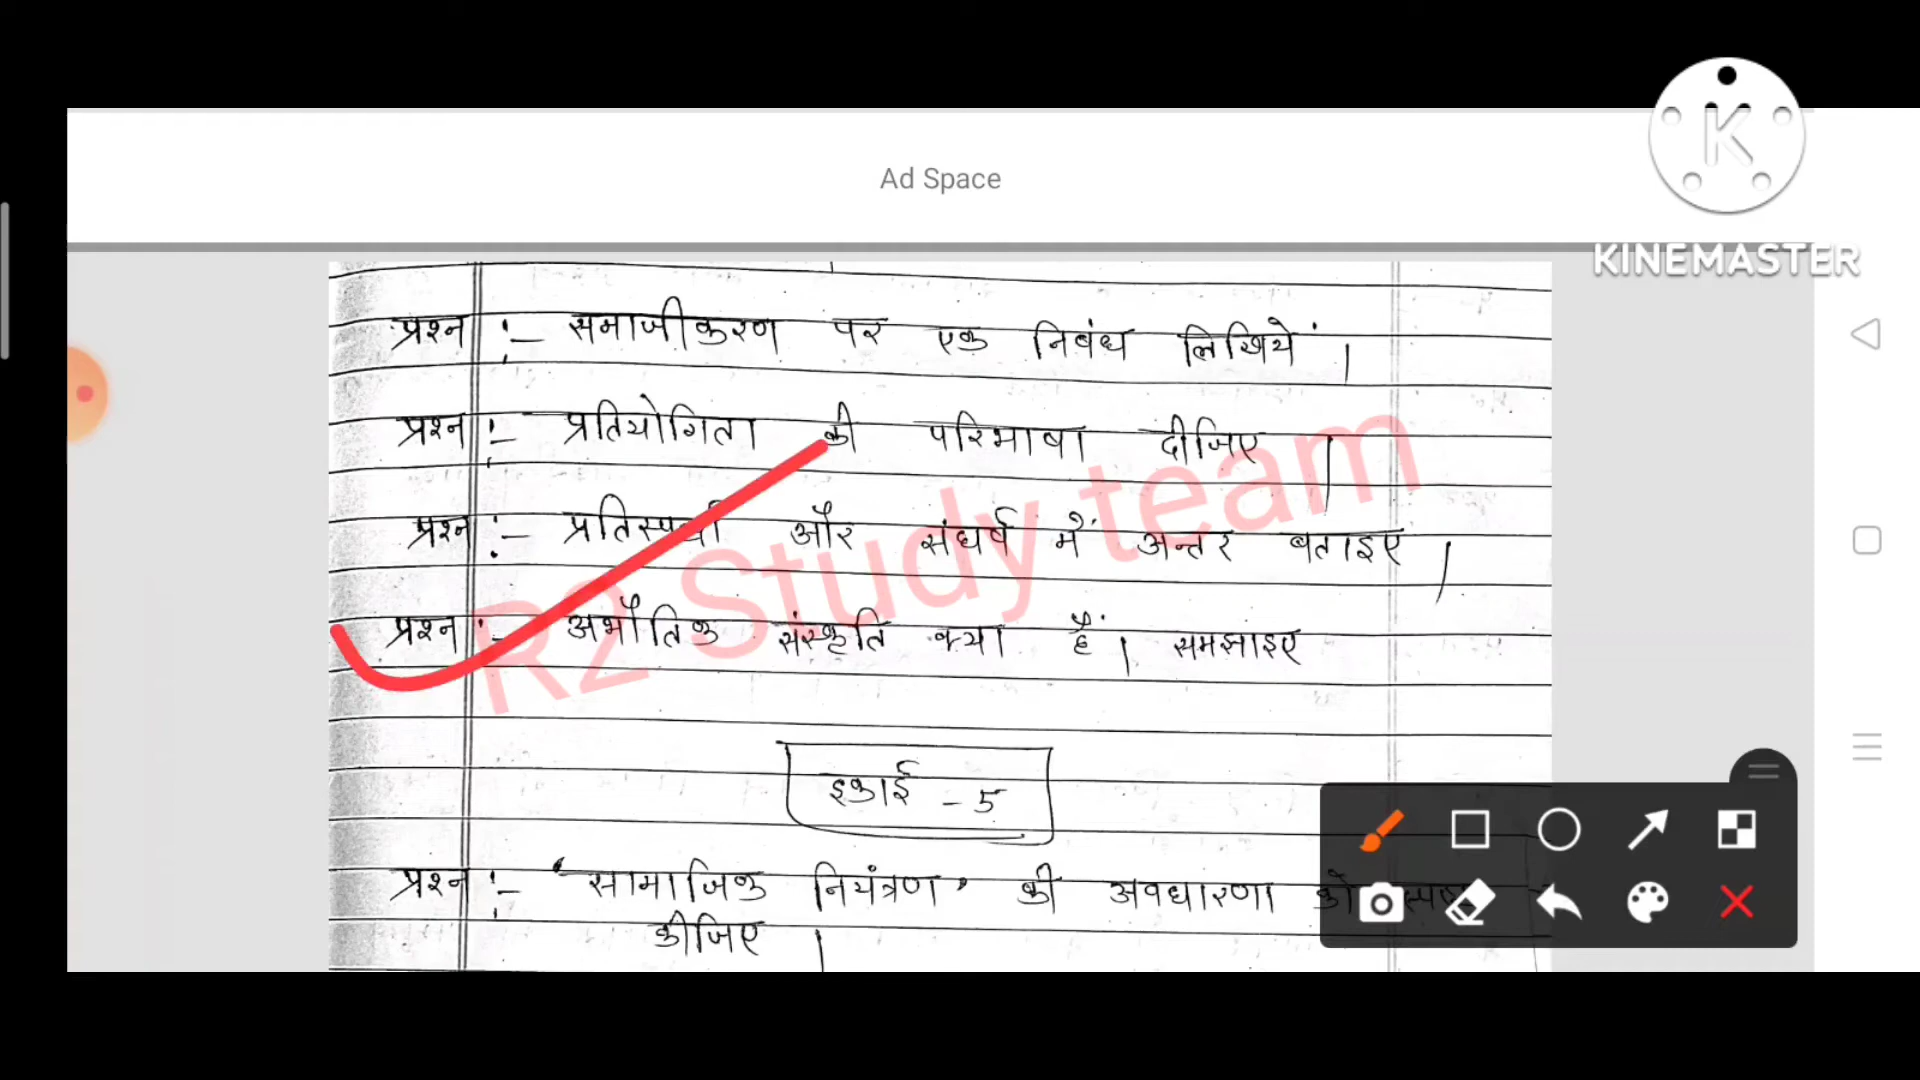 Ad Space
KINEMASTER
प्रश्न :- समाजीकरण पर एक निबंध लिखिये ।
प्रश्न :- प्रतियोगिता की परिभाषा दीजिए ।
प्रश्न :- प्रतिस्पर्धा और संघर्ष में अन्तर बताइए ।
प्रश्न :- अभौतिक संस्कृति क्या हैं । समझाइए
R2 Study team
इकाई - 5
प्रश्न :- 'सामाजिक नियंत्रण' की अवधारणा को स्पष्ट
कीजिए ।